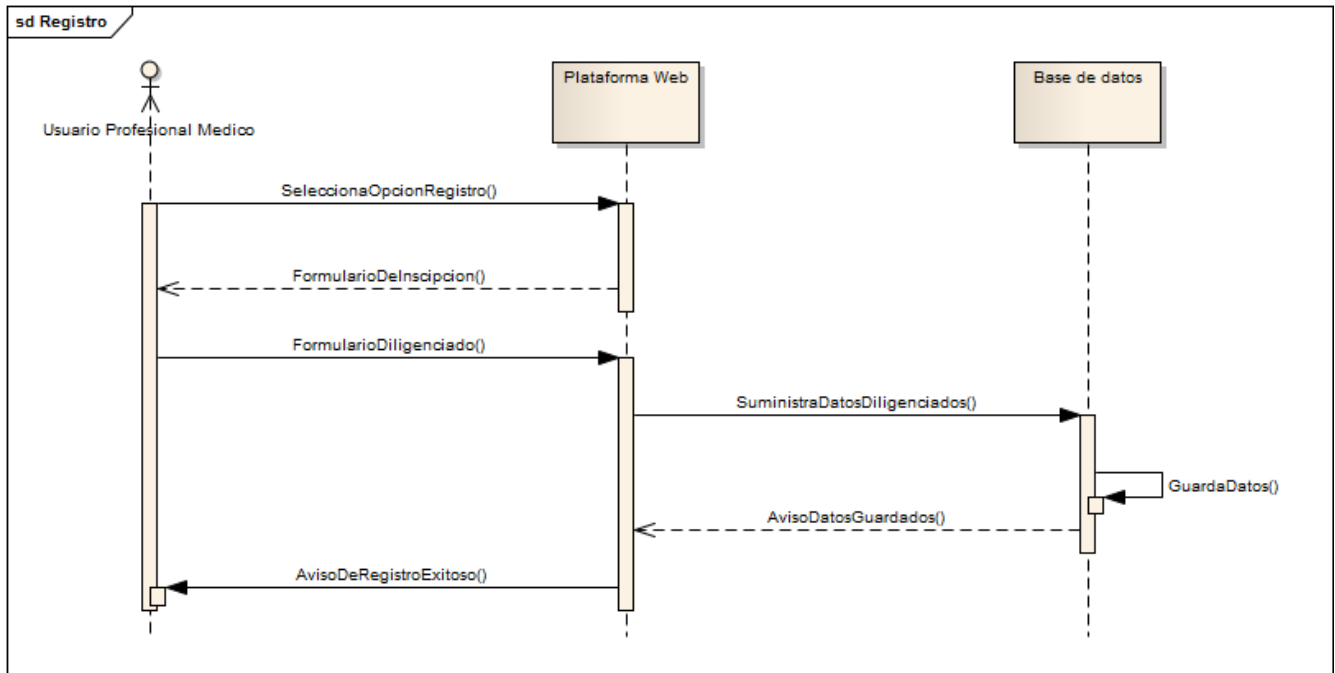 sd Registro
Usuario Profesional Medico
Plataforma Web
Base de datos
SeleccionaOpcionRegistro()
FormularioDeInscipcion()
FormularioDiligenciado()
SuministraDatosDiligenciados()
GuardaDatos()
AvisoDatosGuardados()
AvisoDeRegistroExitoso()